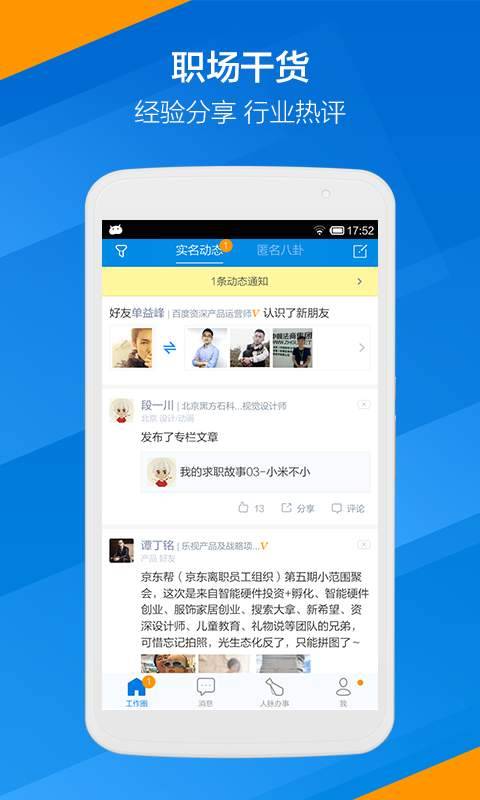 职场干货
经验分享 行业热评
17:52
实名动态 1 匿名八卦
1条动态通知
好友单益峰 | 百度资深产品运营师V 认识了新朋友
段一川 | 北京黑方石科...视觉设计师
北京 设计/动画
发布了专栏文章
我的求职故事03-小米不小
13 分享 评论
谭丁铭 | 乐视产品及战略项...V
产品 好友
京东帮（京东离职员工组织）第五期小范围聚
会，这次是来自智能硬件投资+孵化、智能硬件
创业、服饰家居创业、搜索大拿、新希望、资
深设计师、儿童教育、礼物说等团队的兄弟，
可惜忘记拍照，光生态化反了，只能拼图了~
1
工作圈 消息 人脉办事 我